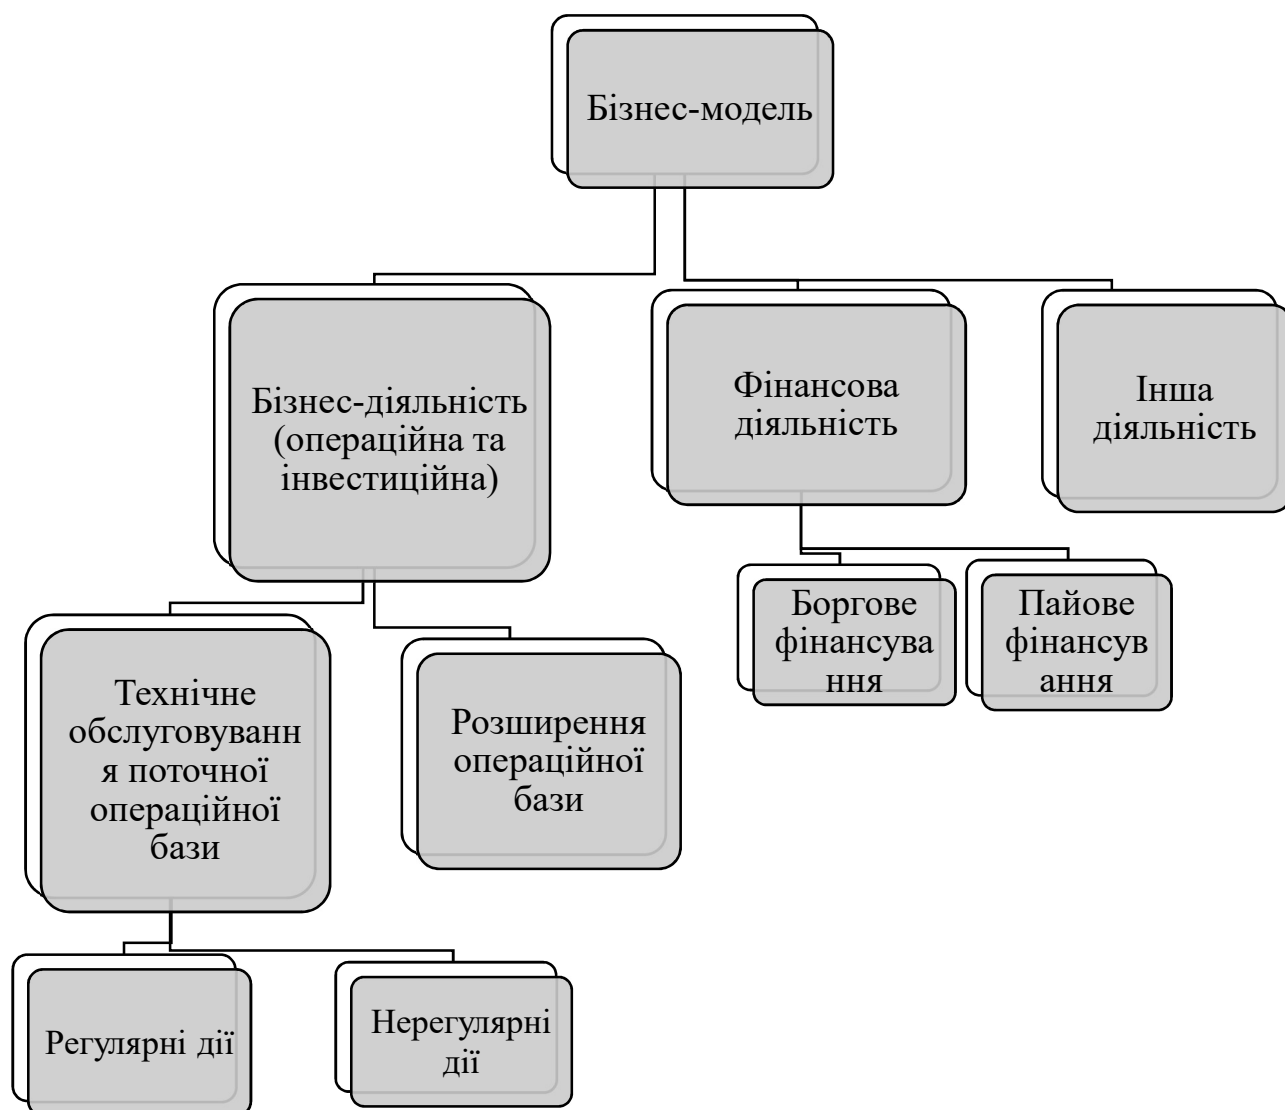 Бізнес-модель
Бізнес-діяльність
(операційна та
інвестиційна)
Фінансова
діяльність
Інша
діяльність
Боргове
фінансува
ння
Пайове
фінансув
ання
Технічне
обслуговуванн
я поточної
операційної
бази
Розширення
операційної
бази
Регулярні дії
Нерегулярні
дії